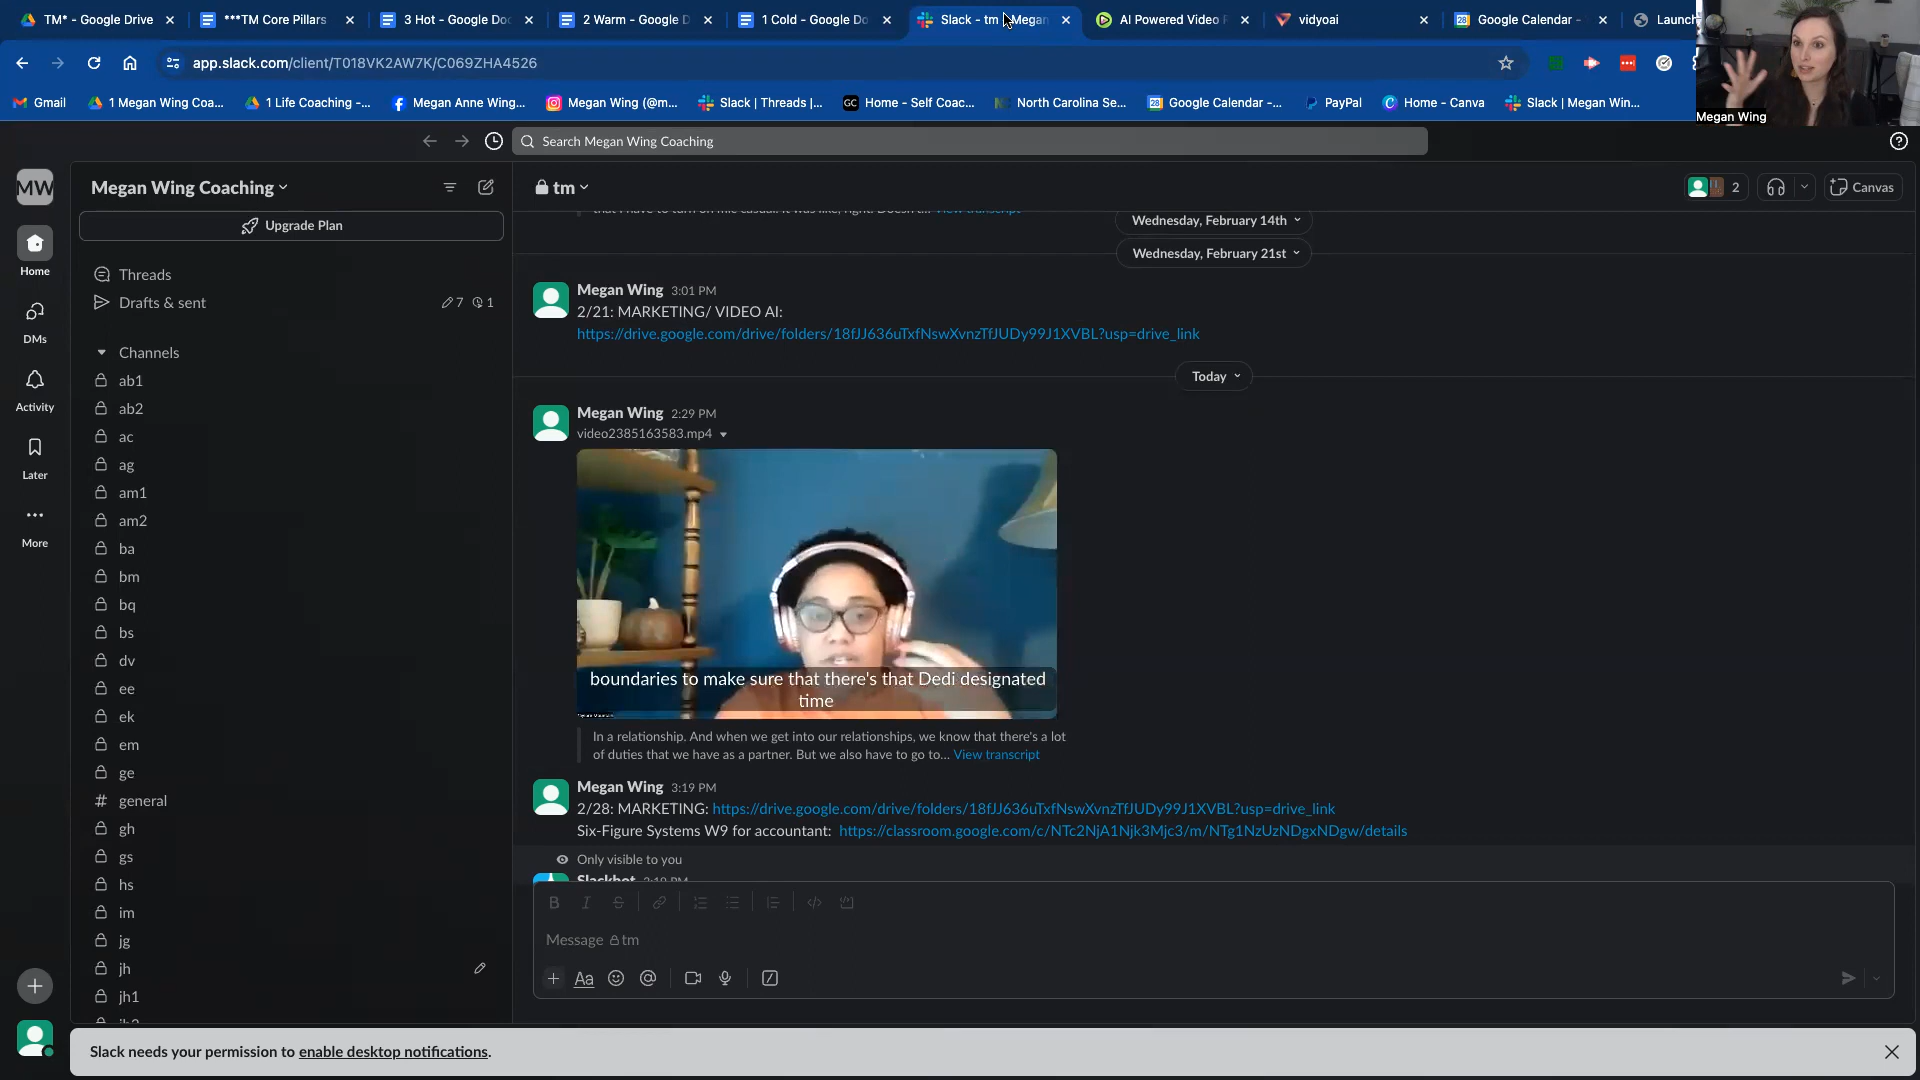 TM* - Google Drive
***TM Core Pillars
3 Hot - Google Doc
2 Warm - Google D
1 Cold - Google Do
Slack - tm Megan
AI Powered Video
vidyoai
Google Calendar -
Launch
app.slack.com/client/T018VK2AW7K/C069ZHA4526
Gmail
1 Megan Wing Coa...
1 Life Coaching -...
Megan Anne Wing...
Megan Wing (@m...
Slack | Threads |...
Home - Self Coac...
North Carolina Se...
Google Calendar -...
PayPal
Home - Canva
Slack | Megan Win...
Megan Wing
Search Megan Wing Coaching
MW
Megan Wing Coaching
tm
2
Canvas
Upgrade Plan
Home
Threads
Drafts & sent
7
1
DMs
Channels
ab1
ab2
Activity
ac
ag
Later
am1
am2
More
ba
bm
bq
bs
dv
ee
ek
em
ge
general
gh
gs
hs
im
jg
jh
jh1
View transcript
Wednesday, February 14th
Wednesday, February 21st
Megan Wing 3:01 PM
2/21: MARKETING/ VIDEO AI:
https://drive.google.com/drive/folders/18fJJ636uTxfNswXvnzTfJUDy99J1XVBL?usp=drive_link
Today
Megan Wing 2:29 PM
video2385163583.mp4
boundaries to make sure that there's that Dedi designated
time
In a relationship. And when we get into our relationships, we know that there's a lot
of duties that we have as a partner. But we also have to go to... View transcript
Megan Wing 3:19 PM
2/28: MARKETING: https://drive.google.com/drive/folders/18fJJ636uTxfNswXvnzTfJUDy99J1XVBL?usp=drive_link
Six-Figure Systems W9 for accountant: https://classroom.google.com/c/NTc2NjA1Njk3Mjc3/m/NTg1NzUzNDgxNDgw/details
Only visible to you
Slackbot 3:19 PM
Message tm
Slack needs your permission to enable desktop notifications.